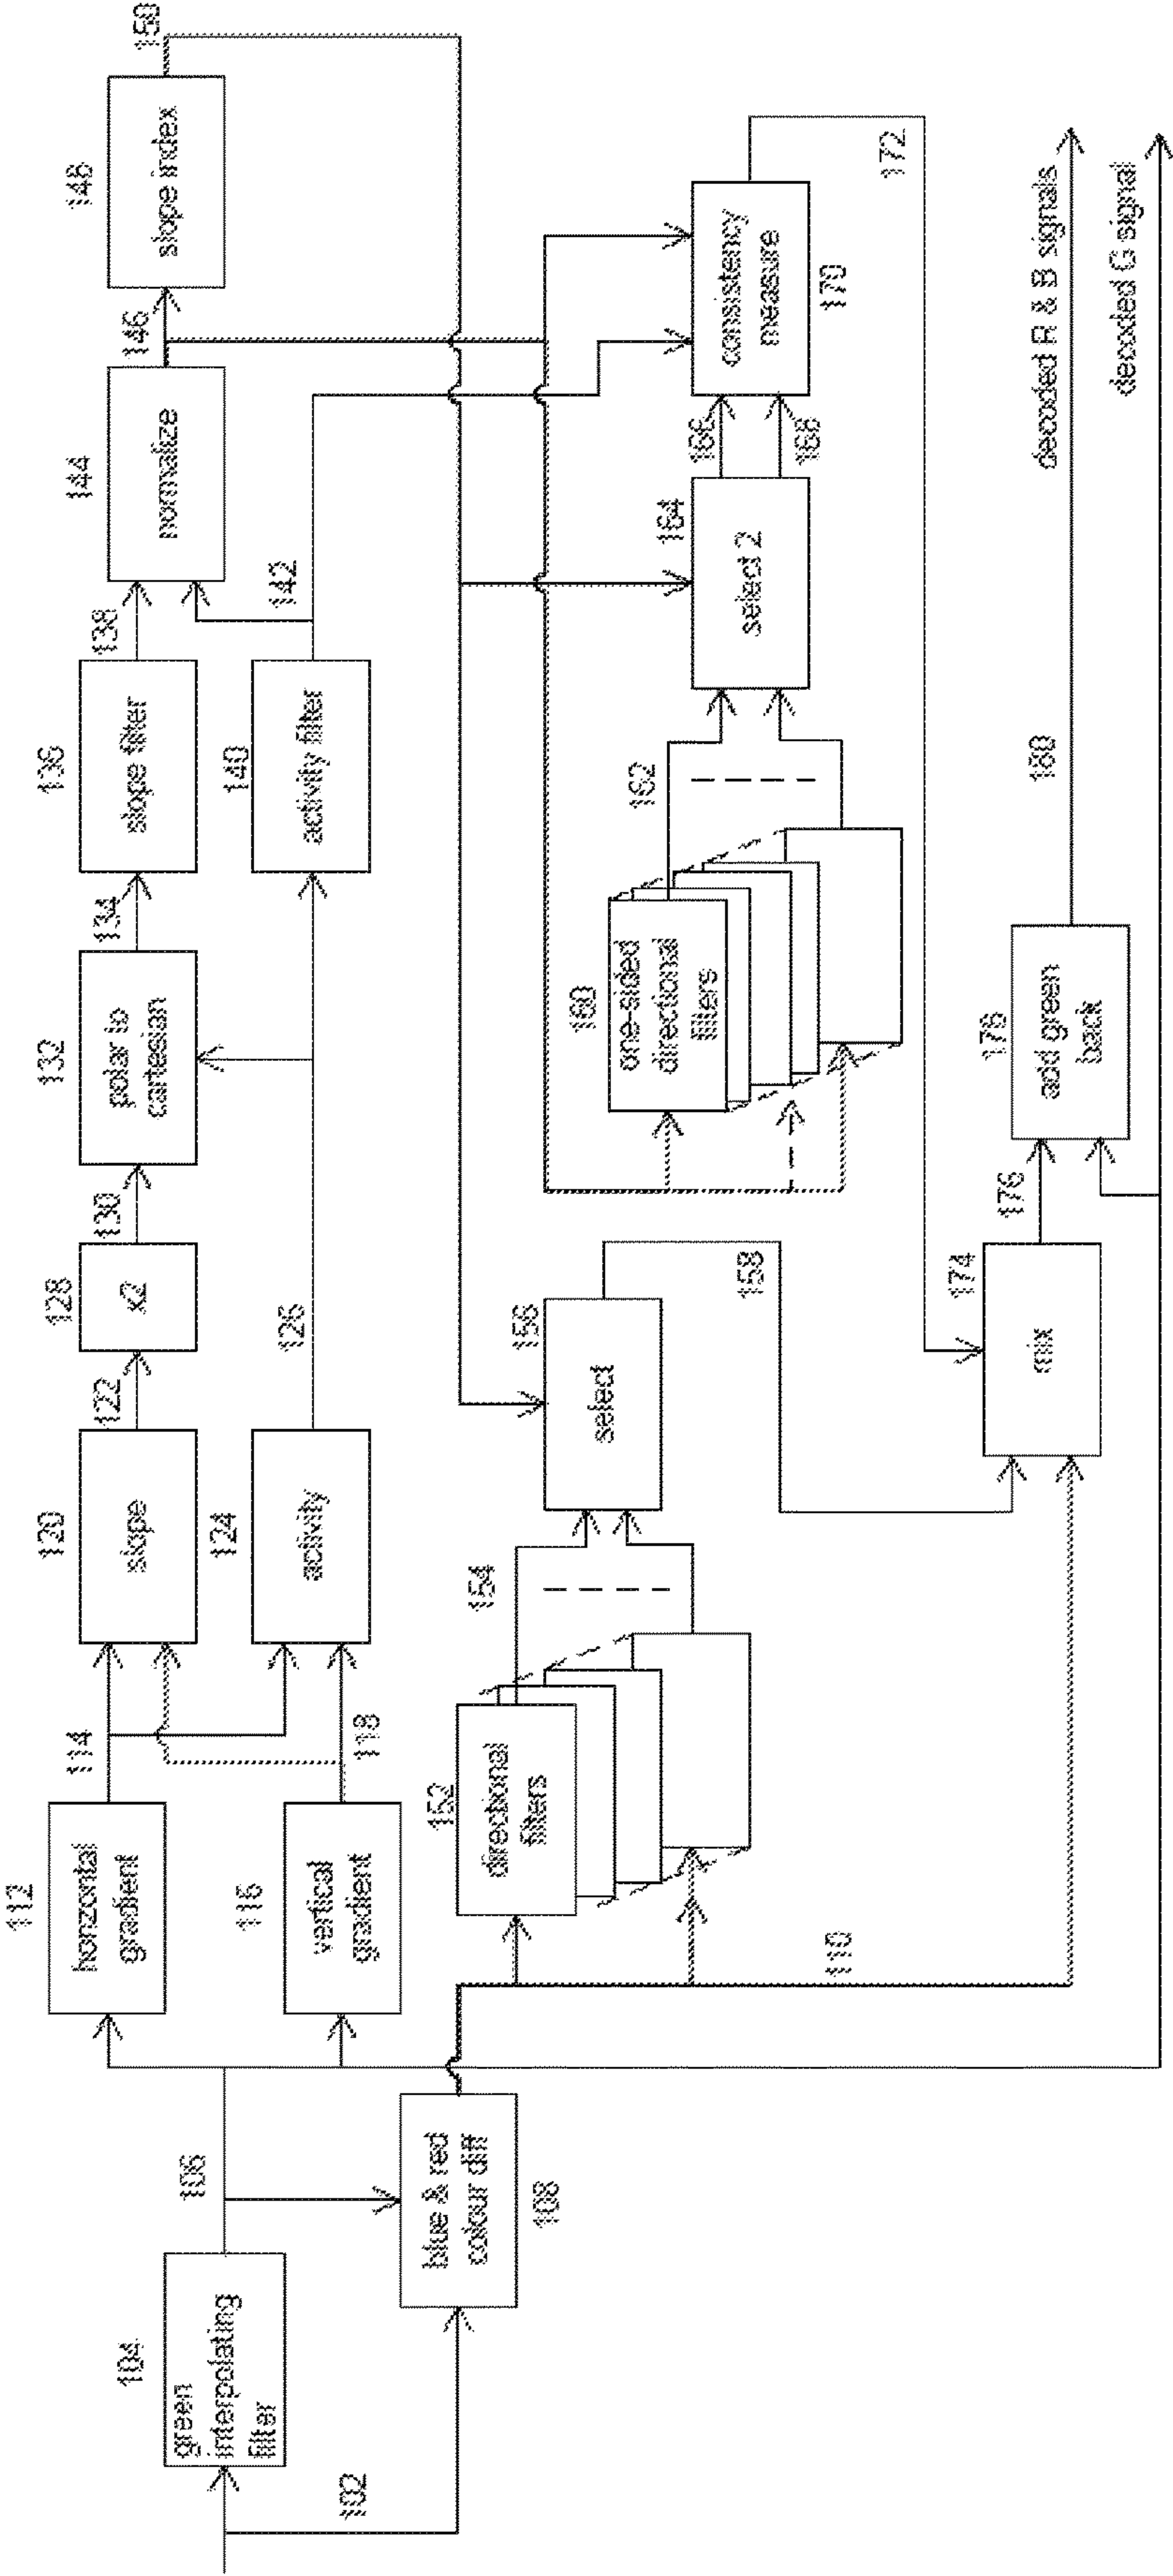 104
green
interpolating
filter
102
106
blue & red
colour diff
108
112
horizontal
gradient
114
116
vertical
gradient
118
110
120
slope
122
124
activity
126
128
x2
130
132
polar to
cartesian
134
136
slope filter
138
140
activity filter
142
144
normalize
146
148
slope index
150
152
directional
filters
154
156
select
158
160
one-sided
directional
filters
162
164
select 2
166
168
consistency
measure
170
172
174
mix
176
178
add green
back
180
decoded R & B signals
decoded G signal